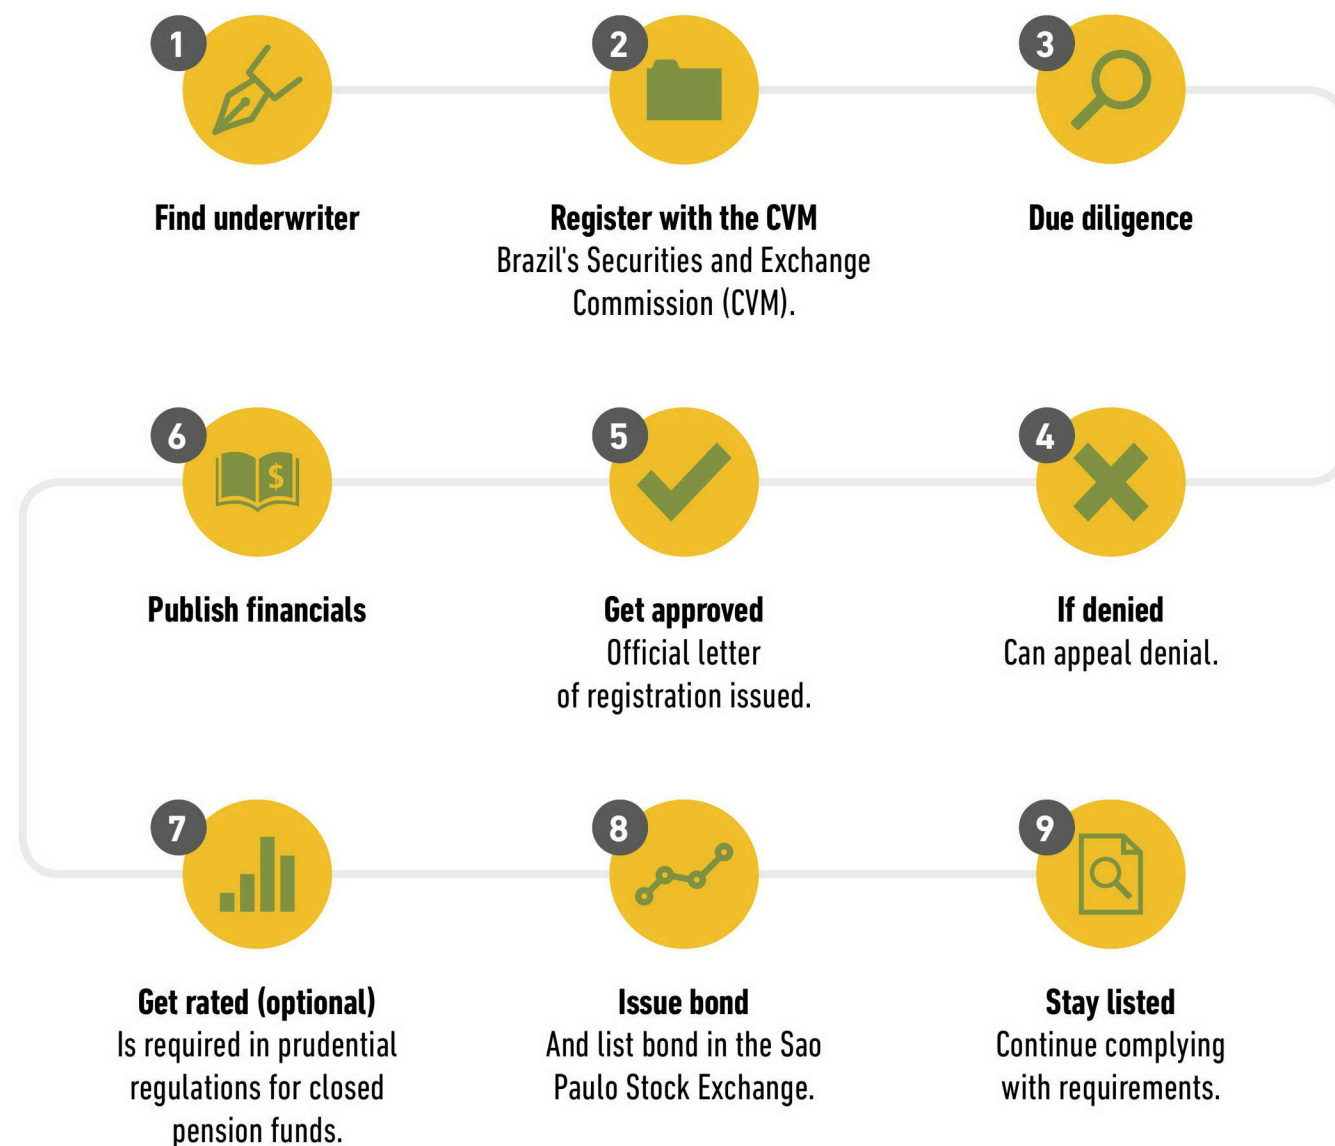 1
Find underwriter
2
Register with the CVM
Brazil's Securities and Exchange
Commission (CVM).
3
Due diligence
4
If denied
Can appeal denial.
5
Get approved
Official letter
of registration issued.
6
$
Publish financials
7
Get rated (optional)
Is required in prudential
regulations for closed
pension funds.
8
Issue bond
And list bond in the Sao
Paulo Stock Exchange.
9
Stay listed
Continue complying
with requirements.